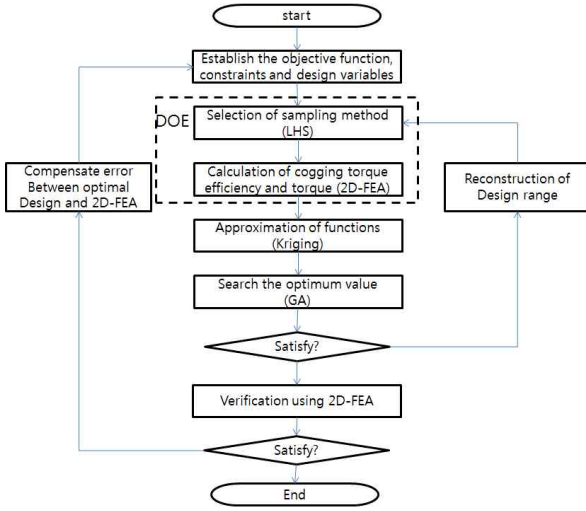 start
Establish the objective function,
constraints and design variables
DOE
Selection of sampling method
(LHS)
Calculation of cogging torque
efficiency and torque (2D-FEA)
Compensate error
Between optimal
Design and 2D-FEA
Reconstruction of
Design range
Approximation of functions
(Kriging)
Search the optimum value
(GA)
Satisfy?
Verification using 2D-FEA
Satisfy?
End